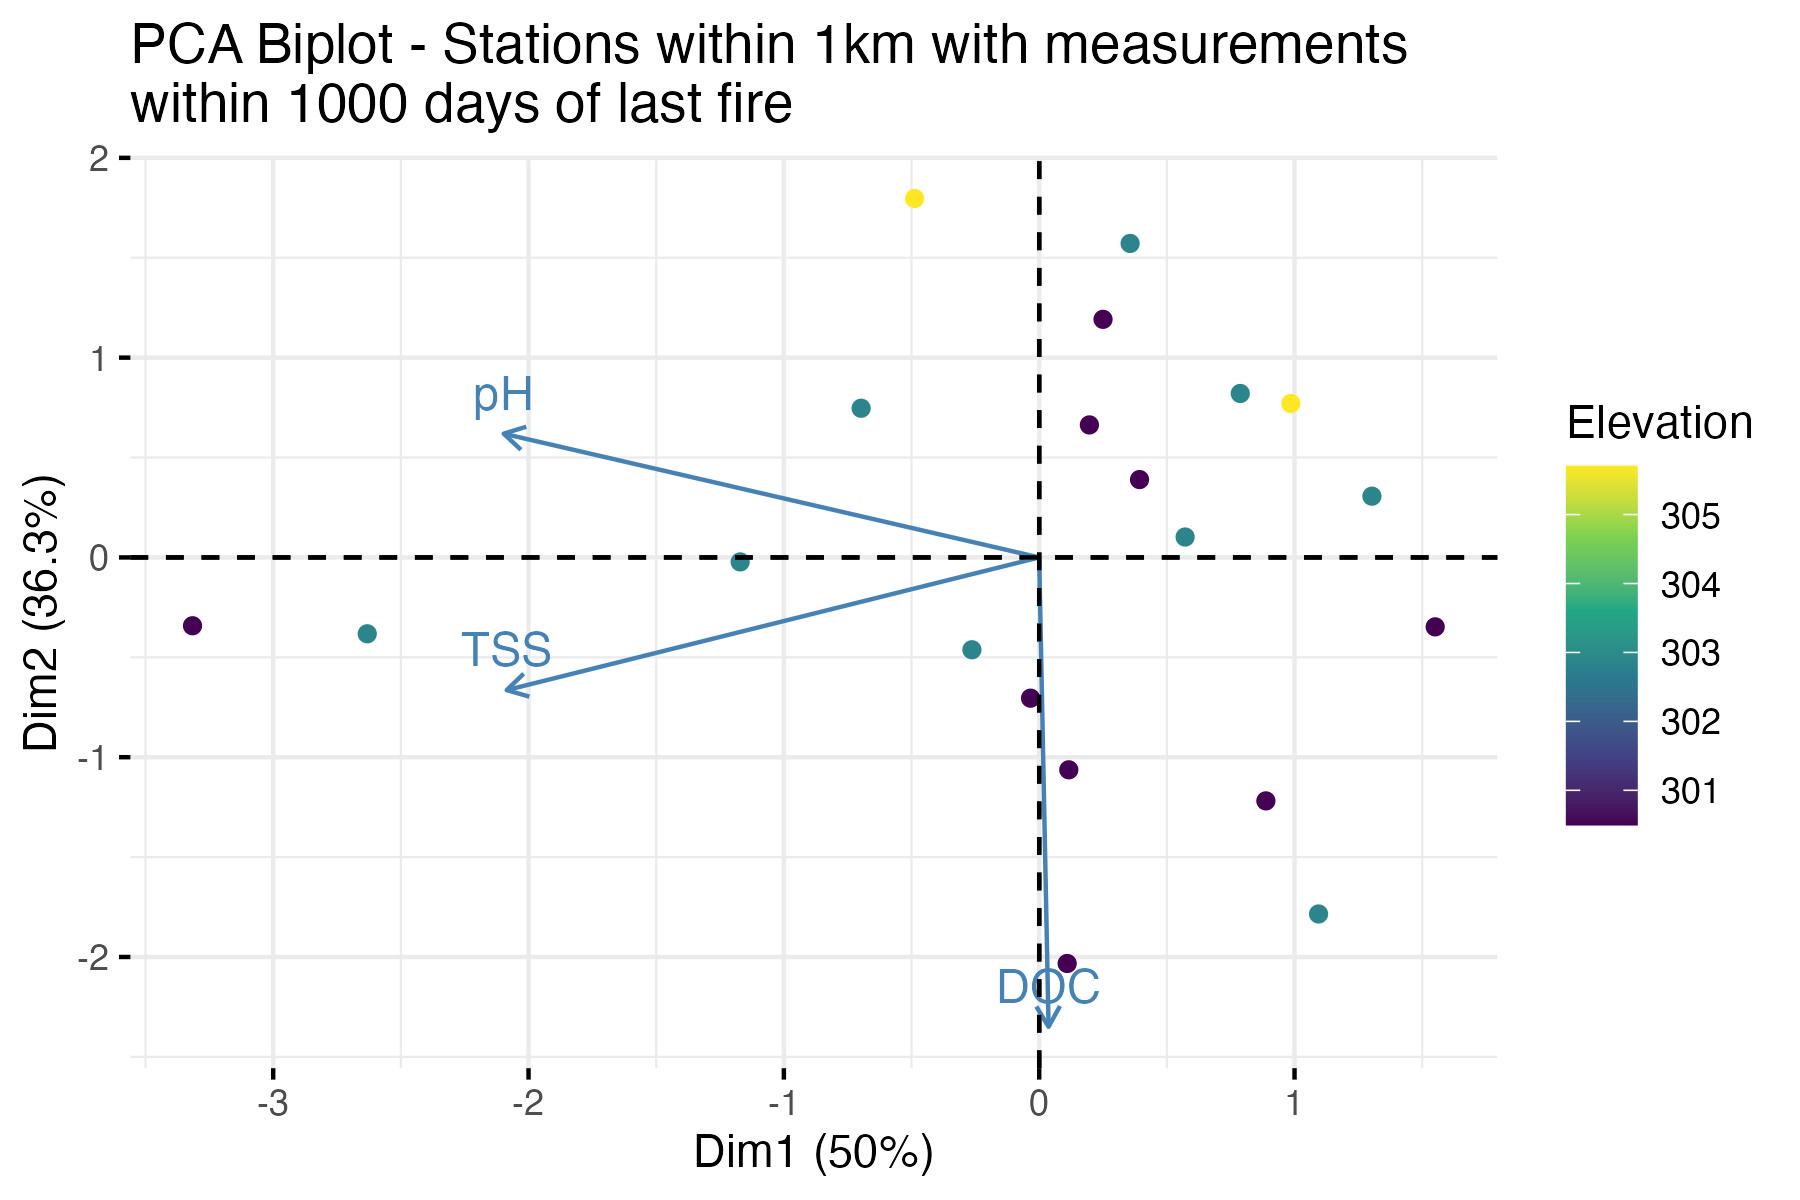 PCA Biplot - Stations within 1km with measurements
within 1000 days of last fire
2
1
0
-1
-2
Dim2 (36.3%)
pH
TSS
DOC
-3
-2
-1
0
1
Dim1 (50%)
Elevation
305
304
303
302
301